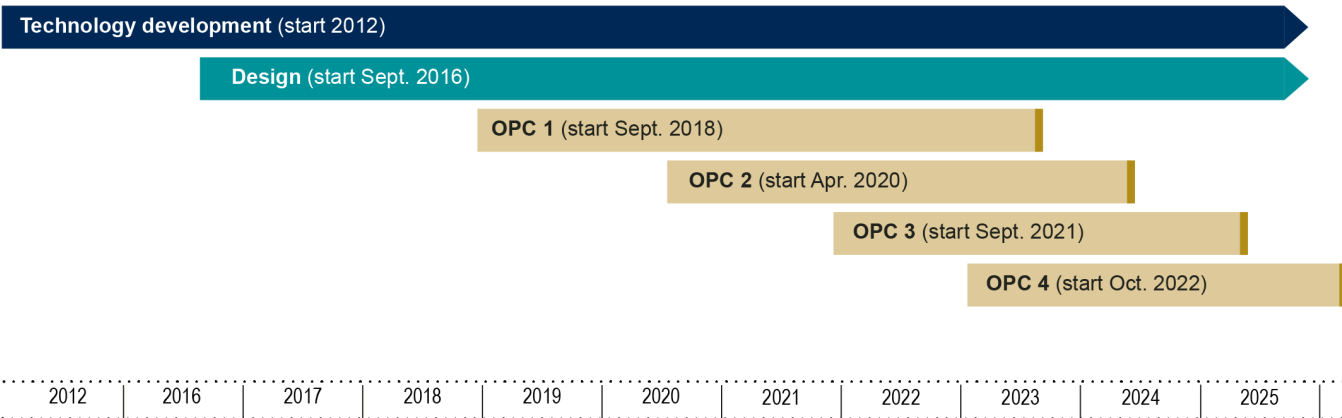 Technology development (start 2012)
Design (start Sept. 2016)
OPC 1 (start Sept. 2018)
OPC 2 (start Apr. 2020)
OPC 3 (start Sept. 2021)
OPC 4 (start Oct. 2022)
2012 2016 2017 2018 2019 2020 2021 2022 2023 2024 2025